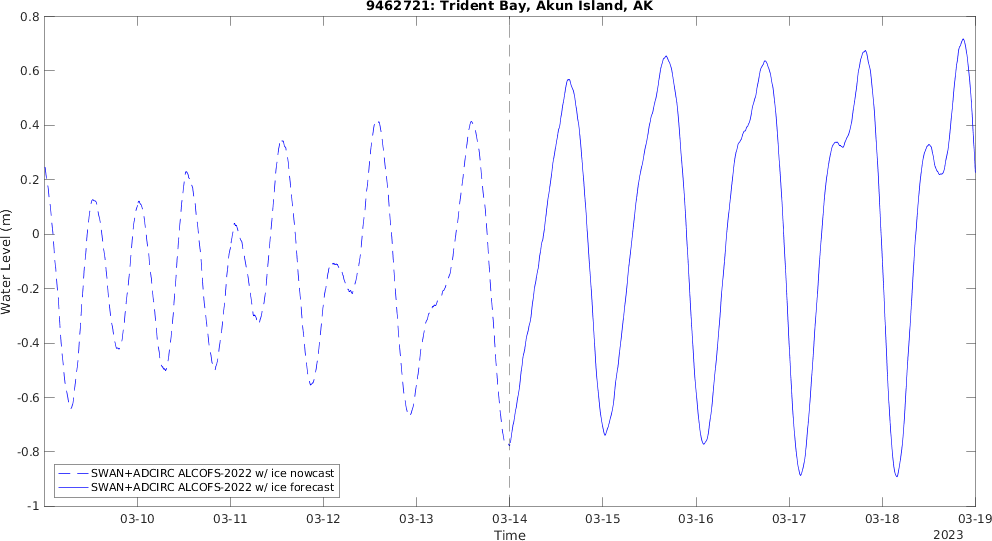 9462721: Trident Bay, Akun Island, AK
0.8
0.6
0.4
0.2
0
-0.2
-0.4
-0.6
-0.8
-1
Water Level (m)
SWAN+ADCIRC ALCOFS-2022 w/ ice nowcast
SWAN+ADCIRC ALCOFS-2022 w/ ice forecast
03-10 03-11 03-12 03-13 03-14 03-15 03-16 03-17 03-18 03-19
Time
2023